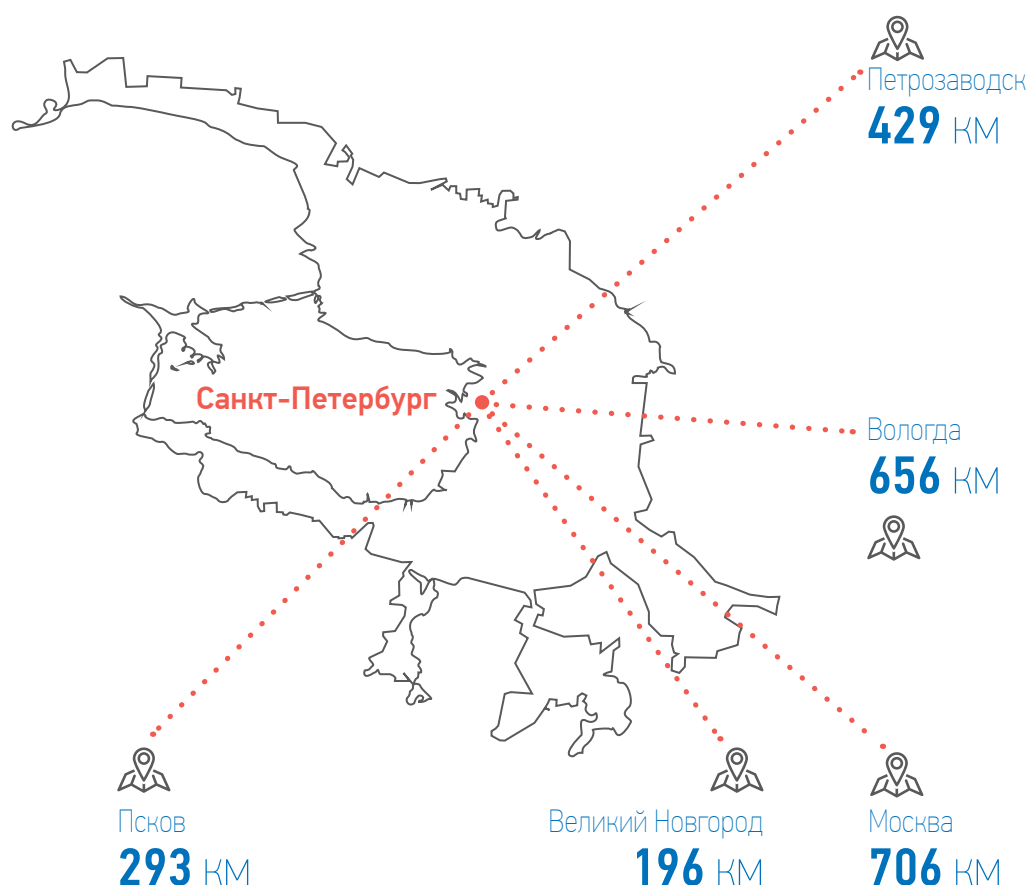 Петрозаводск
429 км
Санкт-Петербург
Вологда
656 км
Псков
293 км
Великий Новгород
196 км
Москва
706 км